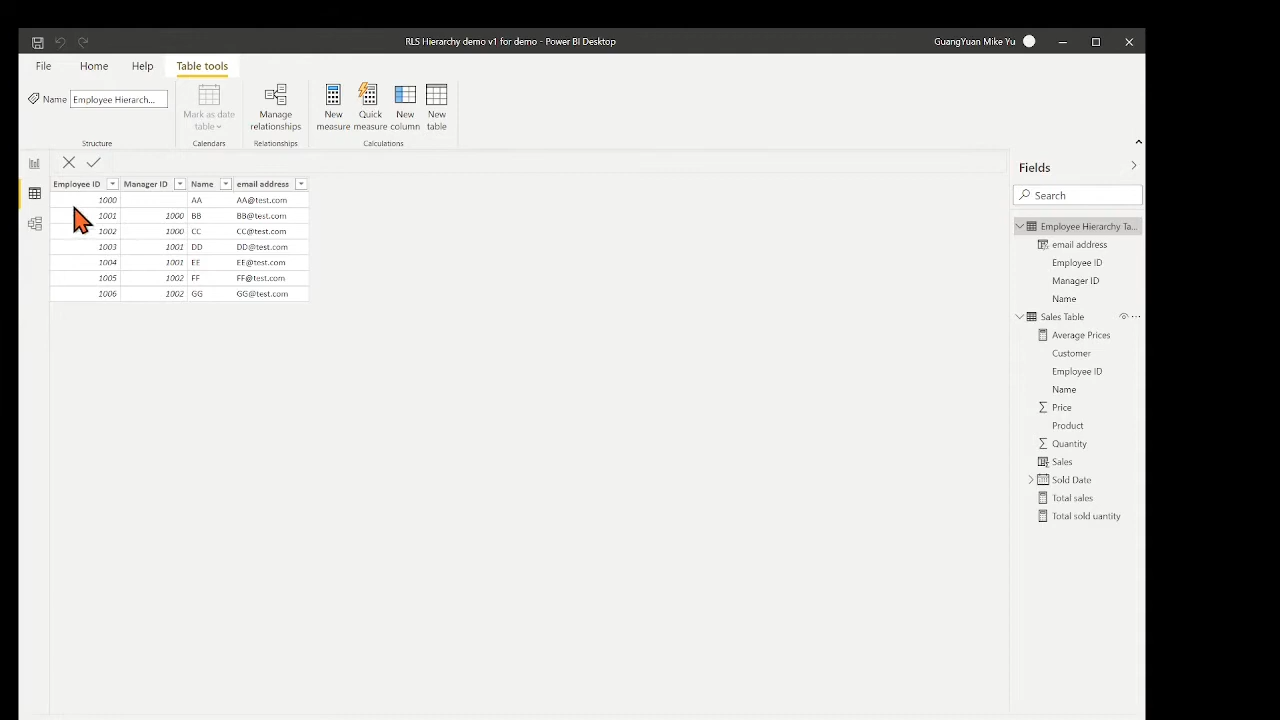 RLS Hierarchy demo v1 for demo - Power BI Desktop
GuangYuan Mike Yu
File
Home
Help
Table tools
Name
Employee Hierarch...
Mark as date
table
Manage
relationships
New
measure
Quick
measure
New
column
New
table
Structure
Calendars
Relationships
Calculations
Employee ID Manager ID Name email address
1000 AA AA@test.com
1001 1000 BB BB@test.com
1002 1000 CC CC@test.com
1003 1001 DD DD@test.com
1004 1001 EE EE@test.com
1005 1002 FF FF@test.com
1006 1002 GG GG@test.com
Fields
Search
Employee Hierarchy Ta...
email address
Employee ID
Manager ID
Name
Sales Table
Average Prices
Customer
Employee ID
Name
Price
Product
Quantity
Sales
Sold Date
Total sales
Total sold uantity